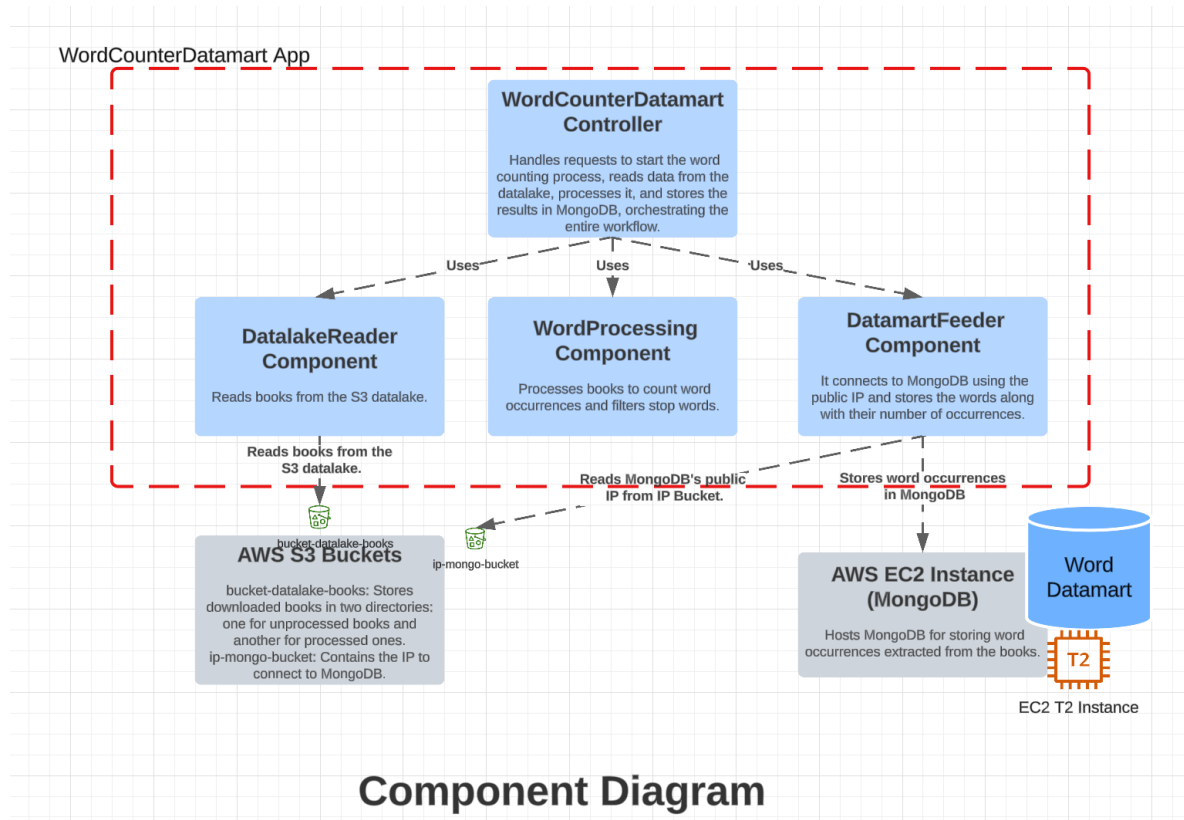 WordCounterDatamart App
WordCounterDatamart
Controller
Handles requests to start the word
counting process, reads data from the
datalake, processes it, and stores the
results in MongoDB, orchestrating the
entire workflow.
Uses
Uses
Uses
DatalakeReader
Component
Reads books from the S3 datalake.
WordProcessing
Component
Processes books to count word
occurrences and filters stop words.
DatamartFeeder
Component
It connects to MongoDB using the
public IP and stores the words along
with their number of occurrences.
Reads books from the
S3 datalake.
Reads MongoDB's public
IP from IP Bucket.
Stores word occurrences
in MongoDB
bucket-datalake-books
AWS S3 Buckets
bucket-datalake-books: Stores
downloaded books in two directories:
one for unprocessed books and
another for processed ones.
ip-mongo-bucket: Contains the IP to
connect to MongoDB.
ip-mongo-bucket
AWS EC2 Instance
(MongoDB)
Hosts MongoDB for storing word
occurrences extracted from the books.
Word
Datamart
T2
EC2 T2 Instance
Component Diagram